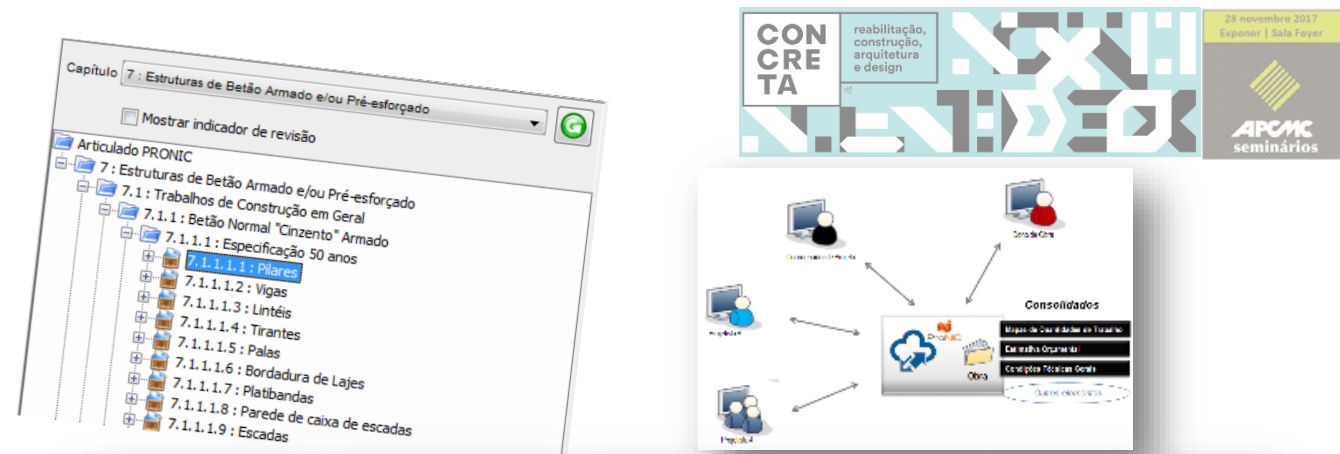 Capítulo 7 : Estruturas de Betão Armado e/ou Pré-esforçado
Mostrar indicador de revisão
Articulado PRONIC
7 : Estruturas de Betão Armado e/ou Pré-esforçado
7.1 : Trabalhos de Construção em Geral
7.1.1 : Betão Normal "Cinzento" Armado
7.1.1.1 : Especificação 50 anos
7.1.1.1.1 : Pilares
7.1.1.1.2 : Vigas
7.1.1.1.3 : Lintéis
7.1.1.1.4 : Tirantes
7.1.1.1.5 : Palas
7.1.1.1.6 : Bordadura de Lajes
7.1.1.1.7 : Platibandas
7.1.1.1.8 : Parede de caixa de escadas
7.1.1.1.9 : Escadas
CON
CRE
TA
reabilitação,
construção,
arquitetura
e design
23 novembro 2017
Exponor | Sala Foyer
APCMC
seminários
Dono de Obra
Consolidados
Mapas de Quantidades de Trabalho
Estimativa Orçamental
Condições Técnicas Gerais
ProNIC
Obra